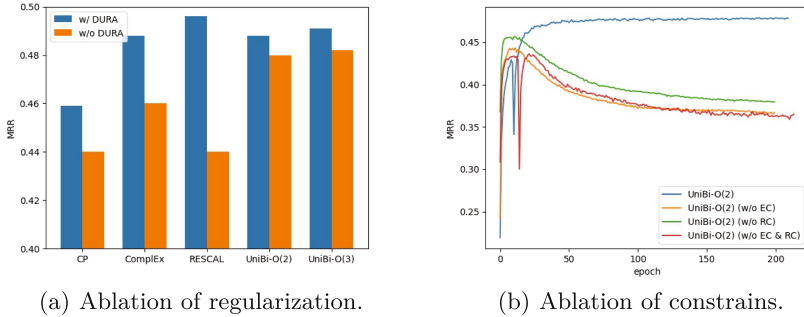 0.50
0.48
0.46
0.44
0.42
0.40
MRR
w/ DURA
w/o DURA
CP ComplEx RESCAL UniBi-O(2) UniBi-O(3)
(a) Ablation of regularization.
0.45
0.40
0.35
0.30
0.25
MRR
UniBi-O(2)
UniBi-O(2) (w/o EC)
UniBi-O(2) (w/o RC)
UniBi-O(2) (w/o EC & RC)
0 50 100 150 200
epoch
(b) Ablation of constrains.